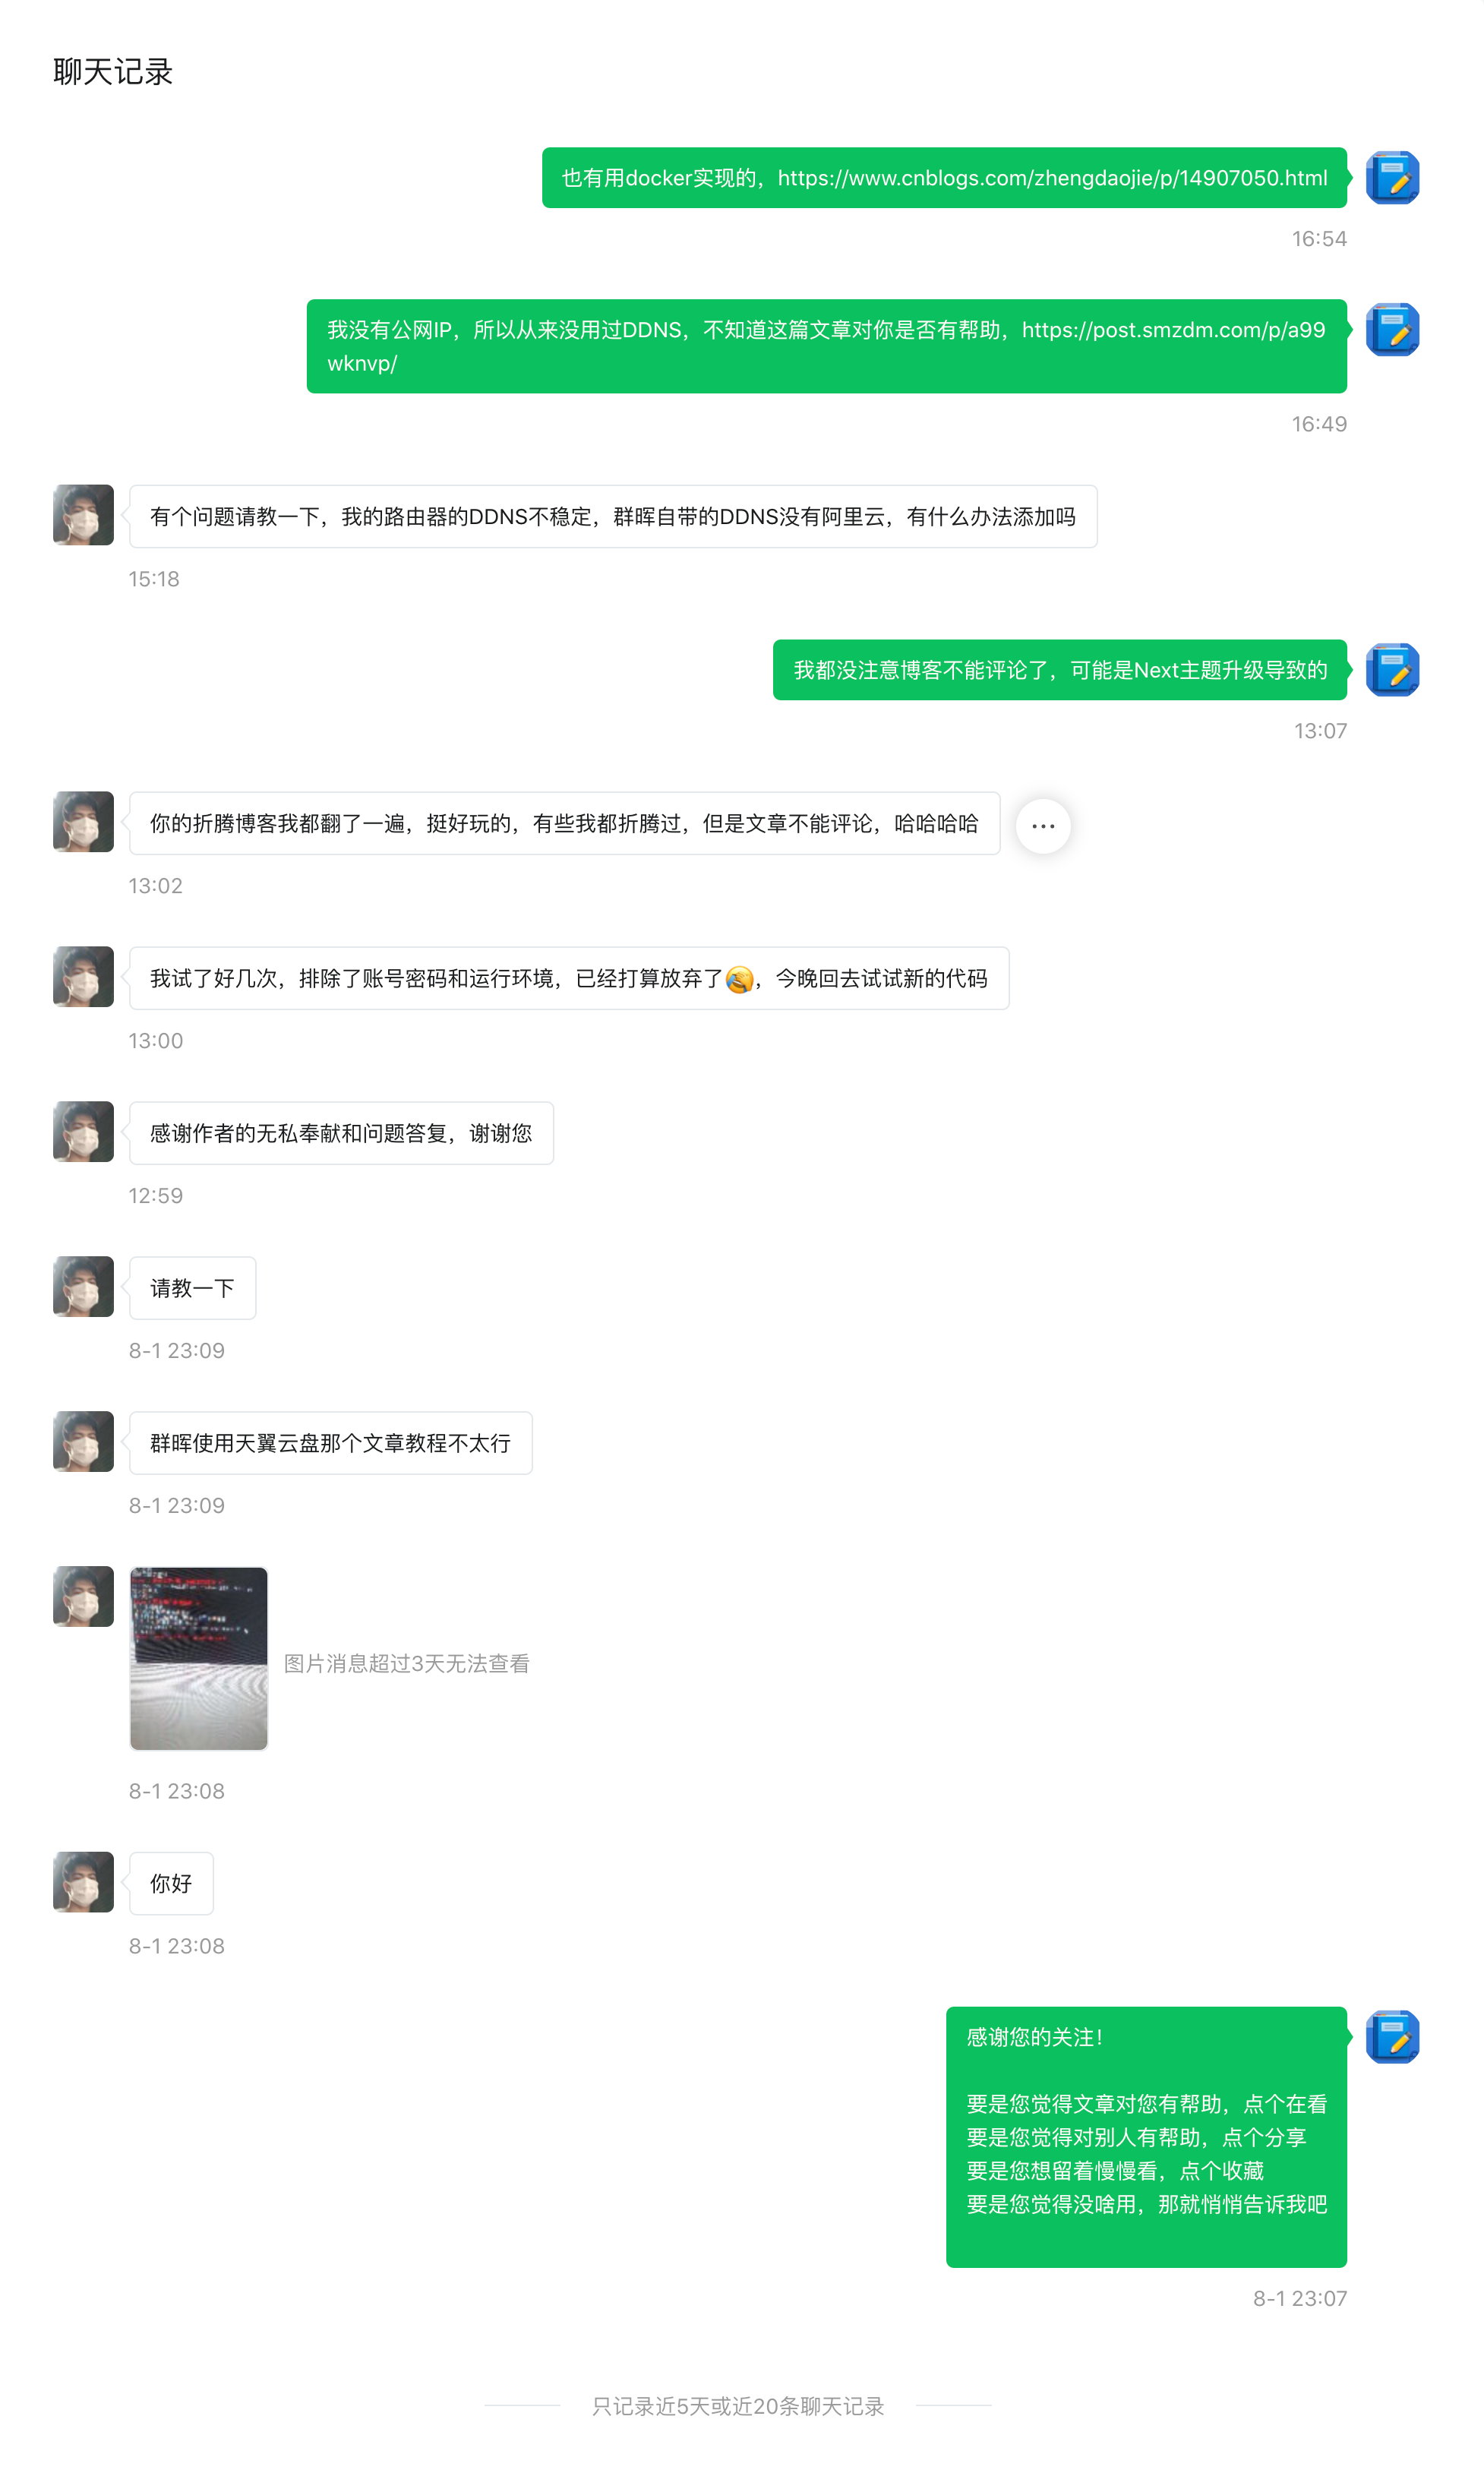 聊天记录
也有用docker实现的，https://www.cnblogs.com/zhengdaojie/p/14907050.html
16:54
我没有公网IP，所以从来没用过DDNS，不知道这篇文章对你是否有帮助，https://post.smzdm.com/p/a99
wknvp/
16:49
有个问题请教一下，我的路由器的DDNS不稳定，群晖自带的DDNS没有阿里云，有什么办法添加吗
15:18
我都没注意博客不能评论了，可能是Next主题升级导致的
13:07
你的折腾博客我都翻了一遍，挺好玩的，有些我都折腾过，但是文章不能评论，哈哈哈哈
13:02
我试了好几次，排除了账号密码和运行环境，已经打算放弃了🤣，今晚回去试试新的代码
13:00
感谢作者的无私奉献和问题答复，谢谢您
12:59
请教一下
8-1 23:09
群晖使用天翼云盘那个文章教程不太行
8-1 23:09
图片消息超过3天无法查看
8-1 23:08
你好
8-1 23:08
感谢您的关注！
要是您觉得文章对您有帮助，点个在看
要是您觉得对别人有帮助，点个分享
要是您想留着慢慢看，点个收藏
要是您觉得没啥用，那就悄悄告诉我吧
8-1 23:07
只记录近5天或近20条聊天记录